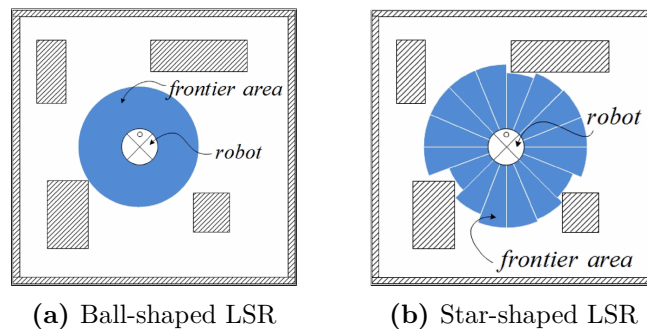 frontier area
robot
robot
frontier area
(a) Ball-shaped LSR
(b) Star-shaped LSR